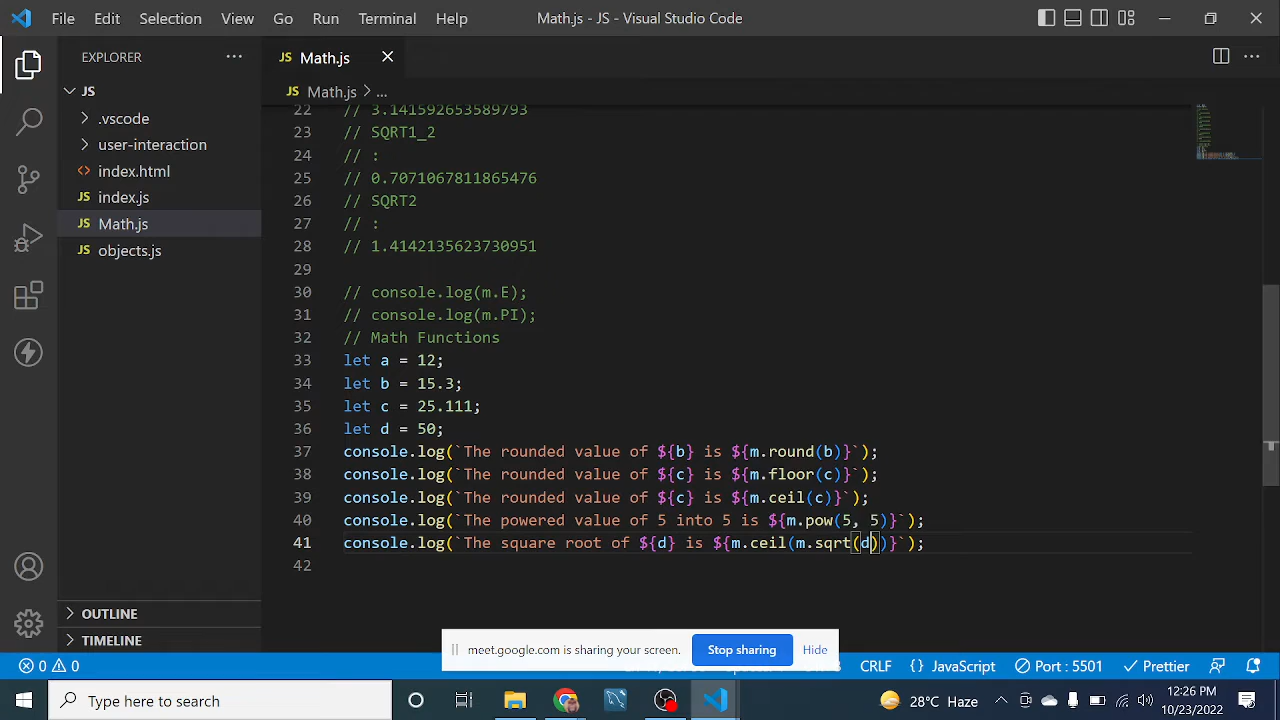 File Edit Selection View Go Run Terminal Help Math.js - JS - Visual Studio Code
EXPLORER
JS Math.js
JS
JS Math.js > ...
.vscode
user-interaction
<> index.html
JS index.js
JS Math.js
JS objects.js
22 // 3.141592653589793
23 // SQRT1_2
24 // :
25 // 0.7071067811865476
26 // SQRT2
27 // :
28 // 1.4142135623730951
29
30 // console.log(m.E);
31 // console.log(m.PI);
32 // Math Functions
33 let a = 12;
34 let b = 15.3;
35 let c = 25.111;
36 let d = 50;
37 console.log(`The rounded value of ${b} is ${m.round(b)}`);
38 console.log(`The rounded value of ${c} is ${m.floor(c)}`);
39 console.log(`The rounded value of ${c} is ${m.ceil(c)}`);
40 console.log(`The powered value of 5 into 5 is ${m.pow(5, 5)}`);
41 console.log(`The square root of ${d} is ${m.ceil(m.sqrt(d))}`);
42
OUTLINE
TIMELINE
meet.google.com is sharing your screen. Stop sharing Hide
0 0 CRLF {} JavaScript Port : 5501 Prettier
Type here to search
28°C Haze
12:26 PM
10/23/2022